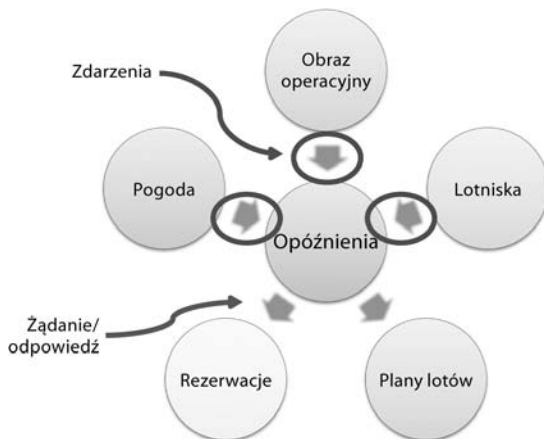 Obraz
operacyjny
Zdarzenia
Pogoda
Lotniska
Opóźnienia
Żądanie/
odpowiedź
Rezerwacje
Plany lotów